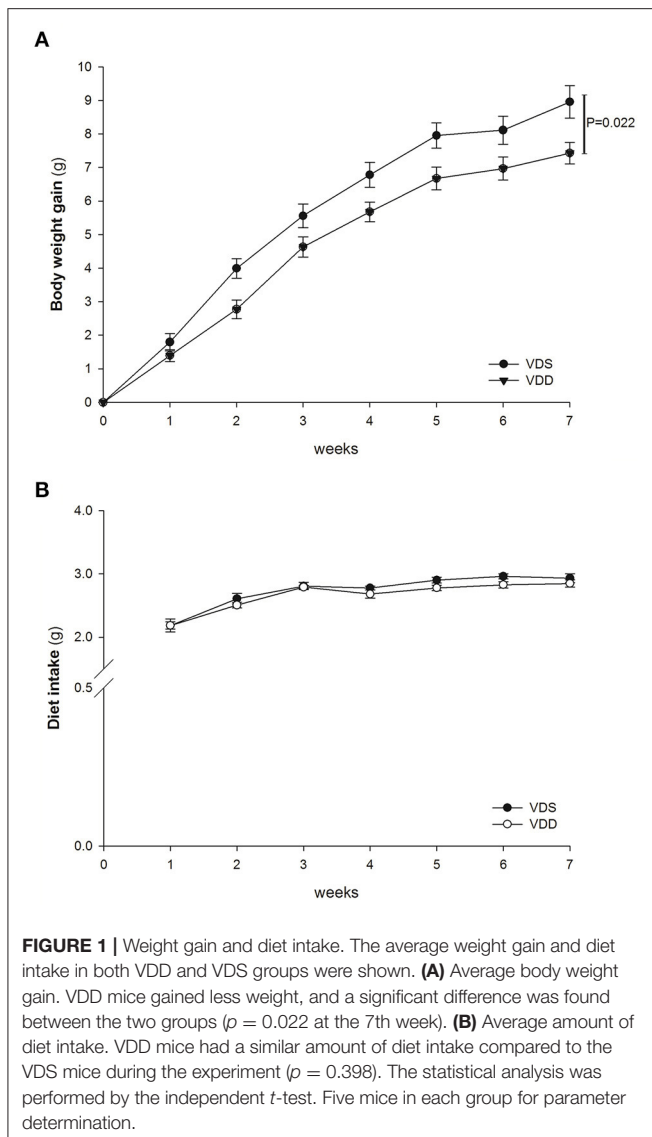 A
10
9
8
7
6
5
4
3
2
1
0
Body weight gain (g)
P=0.022
VDS
VDD
0 1 2 3 4 5 6 7
weeks
B
4.0
3.0
2.0
0.5
0.0
Diet intake (g)
VDS
VDD
0 1 2 3 4 5 6 7
weeks
FIGURE 1 | Weight gain and diet intake. The average weight gain and diet
intake in both VDD and VDS groups were shown. (A) Average body weight
gain. VDD mice gained less weight, and a significant difference was found
between the two groups (p = 0.022 at the 7th week). (B) Average amount of
diet intake. VDD mice had a similar amount of diet intake compared to the
VDS mice during the experiment (p = 0.398). The statistical analysis was
performed by the independent t-test. Five mice in each group for parameter
determination.